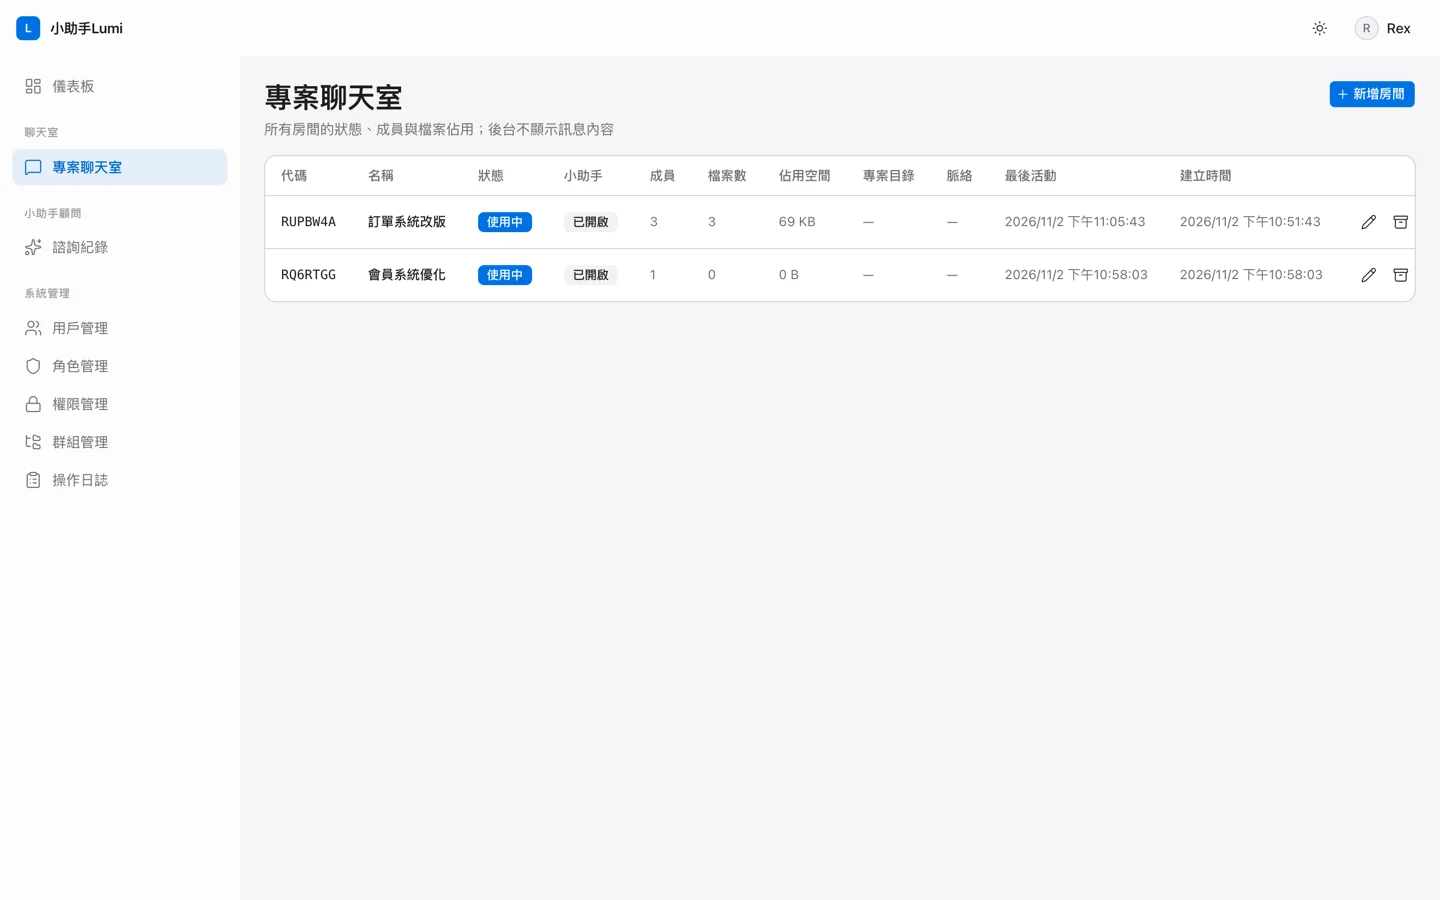 L 小助手Lumi
R Rex
儀表板
聊天室
專案聊天室
小助手顧問
諮詢紀錄
系統管理
用戶管理
角色管理
權限管理
群組管理
操作日誌
專案聊天室
+ 新增房間
所有房間的狀態、成員與檔案佔用；後台不顯示訊息內容
代碼 名稱 狀態 小助手 成員 檔案數 佔用空間 專案目錄 脈絡 最後活動 建立時間
RUPBW4A 訂單系統改版 使用中 已開啟 3 3 69 KB — — 2026/11/2 下午11:05:43 2026/11/2 下午10:51:43
RQ6RTGG 會員系統優化 使用中 已開啟 1 0 0 B — — 2026/11/2 下午10:58:03 2026/11/2 下午10:58:03